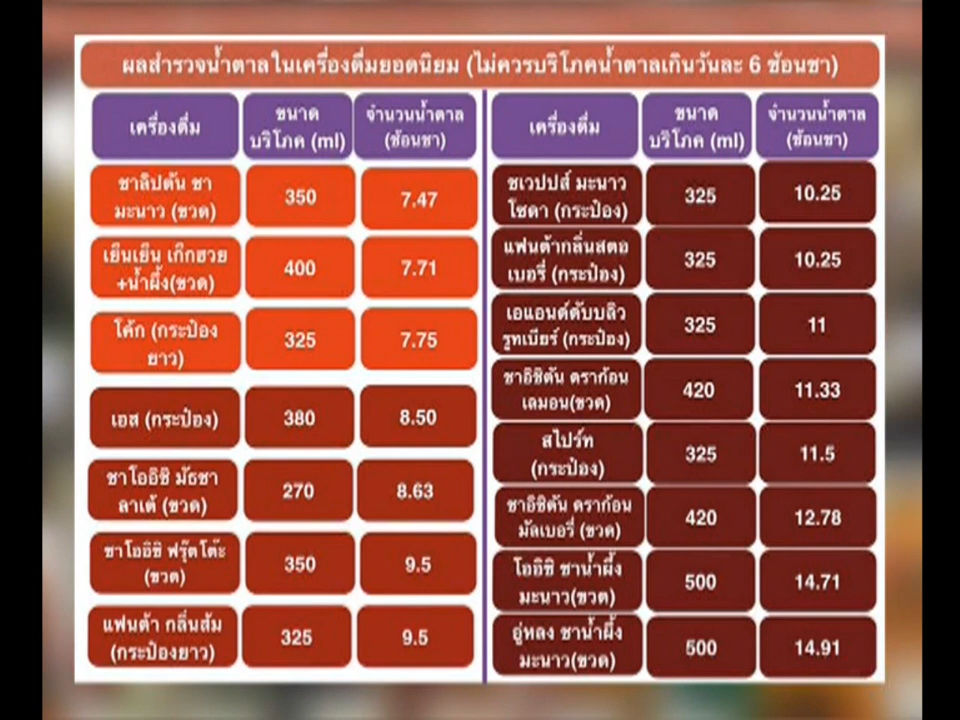 ผลสำรวจน้ำตาลในเครื่องดื่มยอดนิยม (ไม่ควรบริโภคน้ำตาลเกินวันละ 6 ช้อนชา)
เครื่องดื่ม
ขนาด
บริโภค (ml)
จำนวนน้ำตาล
(ช้อนชา)
ชาลิปตัน ชา
มะนาว (ขวด)
350
7.47
เย็นเย็น เก๊กฮวย
+น้ำผึ้ง(ขวด)
400
7.71
โค้ก (กระป๋อง
ยาว)
325
7.75
เอส (กระป๋อง)
380
8.50
ชาโออิชิ มัธชา
ลาเต้ (ขวด)
270
8.63
ชาโออิชิ ฟรุ๊ตโต๊ะ
(ขวด)
350
9.5
แฟนต้า กลิ่นส้ม
(กระป๋องยาว)
325
9.5
เครื่องดื่ม
ขนาด
บริโภค (ml)
จำนวนน้ำตาล
(ช้อนชา)
ชเวปปส์ มะนาว
โซดา (กระป๋อง)
325
10.25
แฟนต้ากลิ่นสตอ
เบอรี่ (กระป๋อง)
325
10.25
เอแอนด์ดับบลิว
รูทเบียร์ (กระป๋อง)
325
11
ชาอิชิตัน ดราก้อน
เลมอน(ขวด)
420
11.33
สไปร์ท
(กระป๋อง)
325
11.5
ชาอิชิตัน ดราก้อน
มัลเบอรี่ (ขวด)
420
12.78
โออิชิ ชาน้ำผึ้ง
มะนาว(ขวด)
500
14.71
อู่หลง ชาน้ำผึ้ง
มะนาว(ขวด)
500
14.91